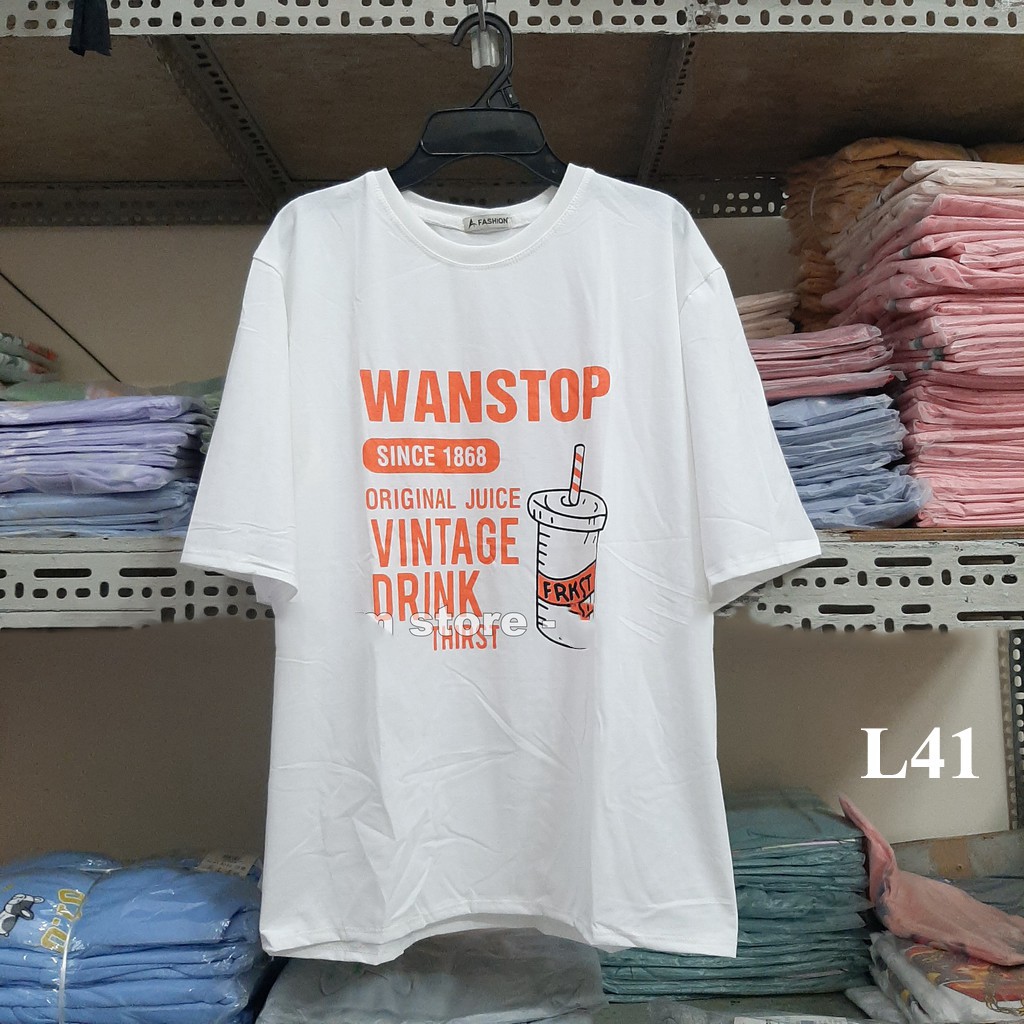 A. FASHION
WANSTOP
SINCE 1868
ORIGINAL JUICE
VINTAGE
DRINK
THIRST
FRKST
store -
L41